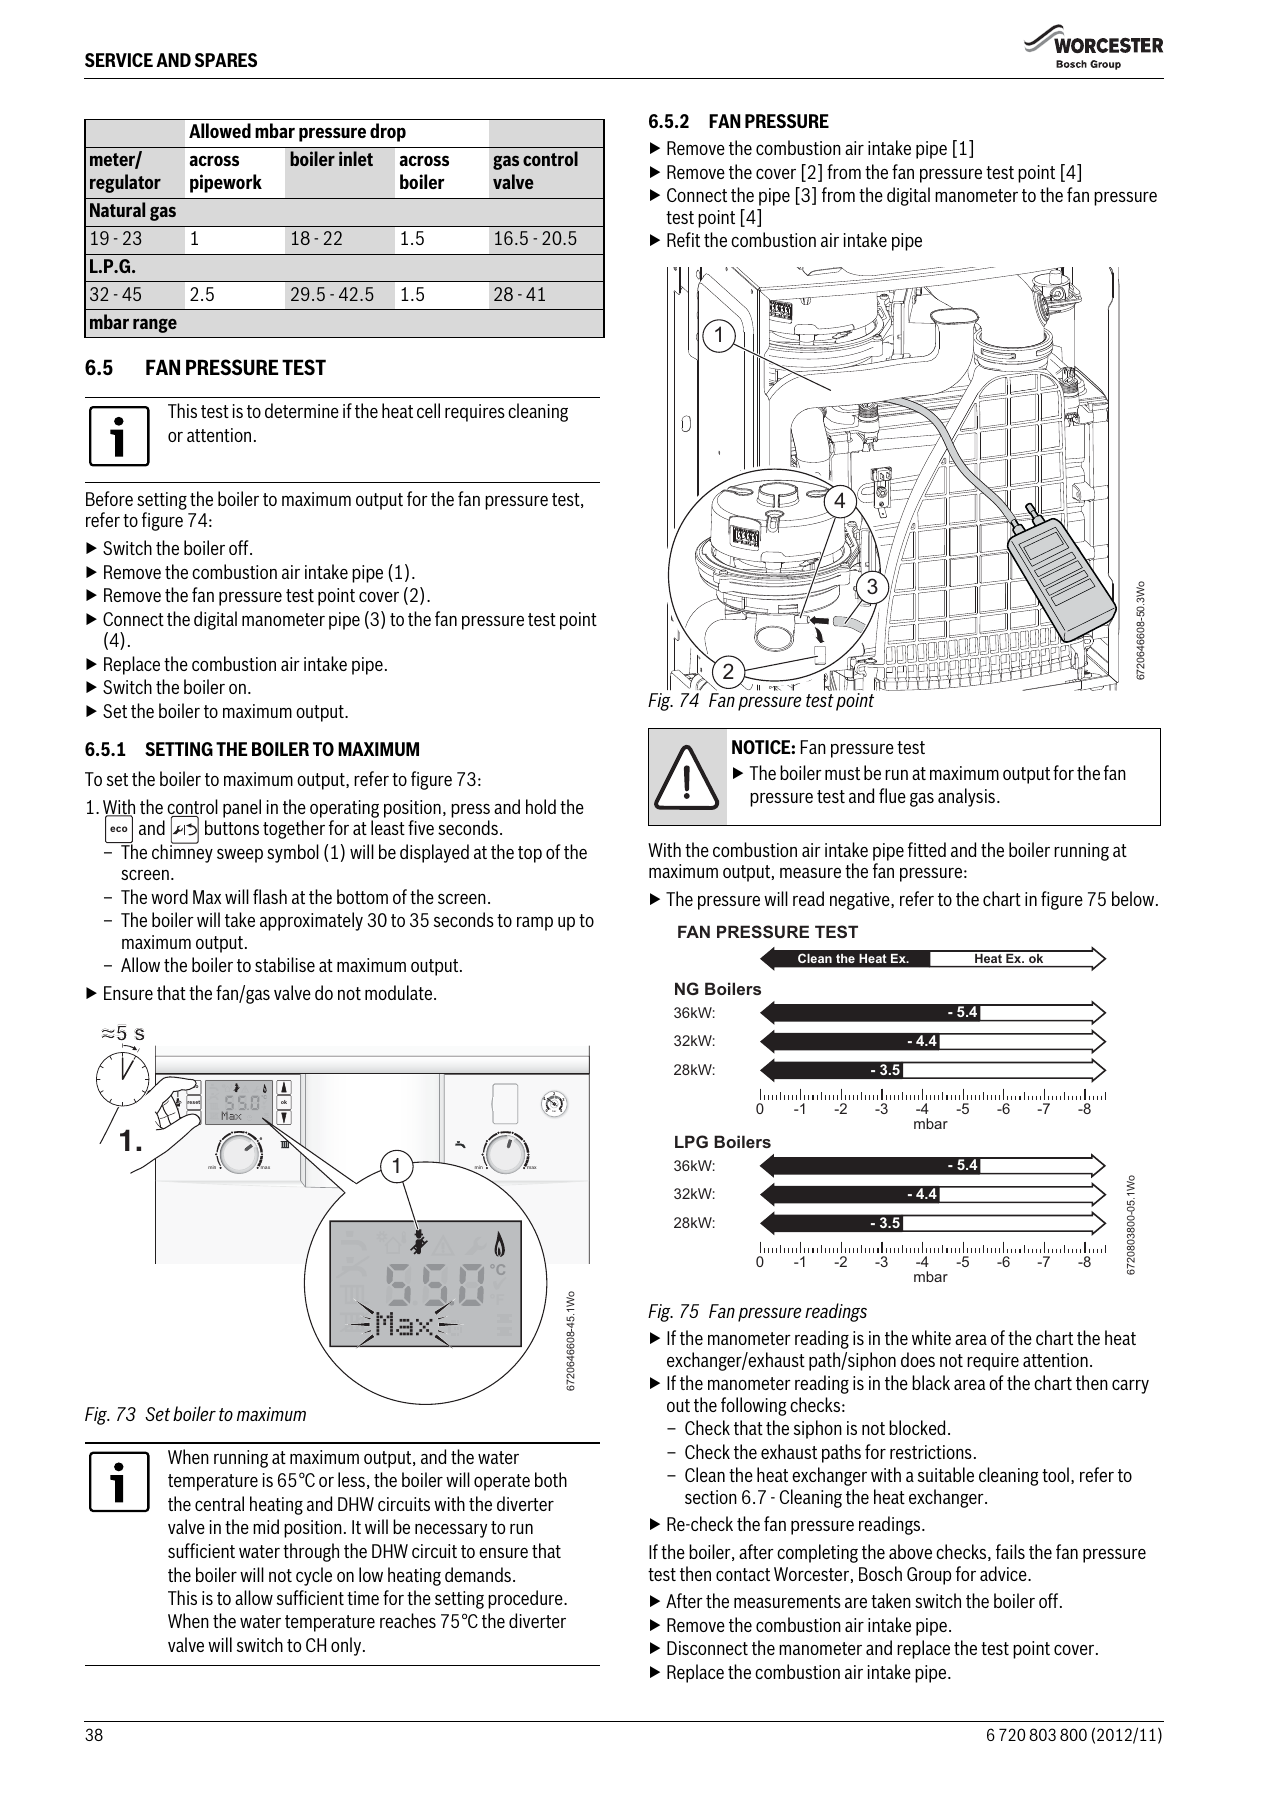 SERVICE AND SPARES
WORCESTER
Bosch Group
Allowed mbar pressure drop
meter/ regulator across pipework boiler inlet across boiler gas control valve
Natural gas
19 - 23 1 18 - 22 1.5 16.5 - 20.5
L.P.G.
32 - 45 2.5 29.5 - 42.5 1.5 28 - 41
mbar range
6.5 FAN PRESSURE TEST
This test is to determine if the heat cell requires cleaning
or attention.
Before setting the boiler to maximum output for the fan pressure test,
refer to figure 74:
▶ Switch the boiler off.
▶ Remove the combustion air intake pipe (1).
▶ Remove the fan pressure test point cover (2).
▶ Connect the digital manometer pipe (3) to the fan pressure test point
(4).
▶ Replace the combustion air intake pipe.
▶ Switch the boiler on.
▶ Set the boiler to maximum output.
6.5.1 SETTING THE BOILER TO MAXIMUM
To set the boiler to maximum output, refer to figure 73:
1. With the control panel in the operating position, press and hold the
eco and buttons together for at least five seconds.
– The chimney sweep symbol (1) will be displayed at the top of the
screen.
– The word Max will flash at the bottom of the screen.
– The boiler will take approximately 30 to 35 seconds to ramp up to
maximum output.
– Allow the boiler to stabilise at maximum output.
▶ Ensure that the fan/gas valve do not modulate.
≈5 s
1.
reset
55.0
Max
ok
min max
min max
1
55.0 °C
Max
6720646608-45.1Wo
Fig. 73 Set boiler to maximum
When running at maximum output, and the water
temperature is 65°C or less, the boiler will operate both
the central heating and DHW circuits with the diverter
valve in the mid position. It will be necessary to run
sufficient water through the DHW circuit to ensure that
the boiler will not cycle on low heating demands.
This is to allow sufficient time for the setting procedure.
When the water temperature reaches 75°C the diverter
valve will switch to CH only.
6.5.2 FAN PRESSURE
▶ Remove the combustion air intake pipe [1]
▶ Remove the cover [2] from the fan pressure test point [4]
▶ Connect the pipe [3] from the digital manometer to the fan pressure
test point [4]
▶ Refit the combustion air intake pipe
1
4
3
2
6720646608-50.3Wo
Fig. 74 Fan pressure test point
NOTICE: Fan pressure test
▶ The boiler must be run at maximum output for the fan
pressure test and flue gas analysis.
With the combustion air intake pipe fitted and the boiler running at
maximum output, measure the fan pressure:
▶ The pressure will read negative, refer to the chart in figure 75 below.
FAN PRESSURE TEST
Clean the Heat Ex. Heat Ex. ok
NG Boilers
36kW: - 5.4
32kW: - 4.4
28kW: - 3.5
0 -1 -2 -3 -4 -5 -6 -7 -8
mbar
LPG Boilers
36kW: - 5.4
32kW: - 4.4
28kW: - 3.5
0 -1 -2 -3 -4 -5 -6 -7 -8
mbar
6720803800-05.1Wo
Fig. 75 Fan pressure readings
▶ If the manometer reading is in the white area of the chart the heat
exchanger/exhaust path/siphon does not require attention.
▶ If the manometer reading is in the black area of the chart then carry
out the following checks:
– Check that the siphon is not blocked.
– Check the exhaust paths for restrictions.
– Clean the heat exchanger with a suitable cleaning tool, refer to
section 6.7 - Cleaning the heat exchanger.
▶ Re-check the fan pressure readings.
If the boiler, after completing the above checks, fails the fan pressure
test then contact Worcester, Bosch Group for advice.
▶ After the measurements are taken switch the boiler off.
▶ Remove the combustion air intake pipe.
▶ Disconnect the manometer and replace the test point cover.
▶ Replace the combustion air intake pipe.
38
6 720 803 800 (2012/11)